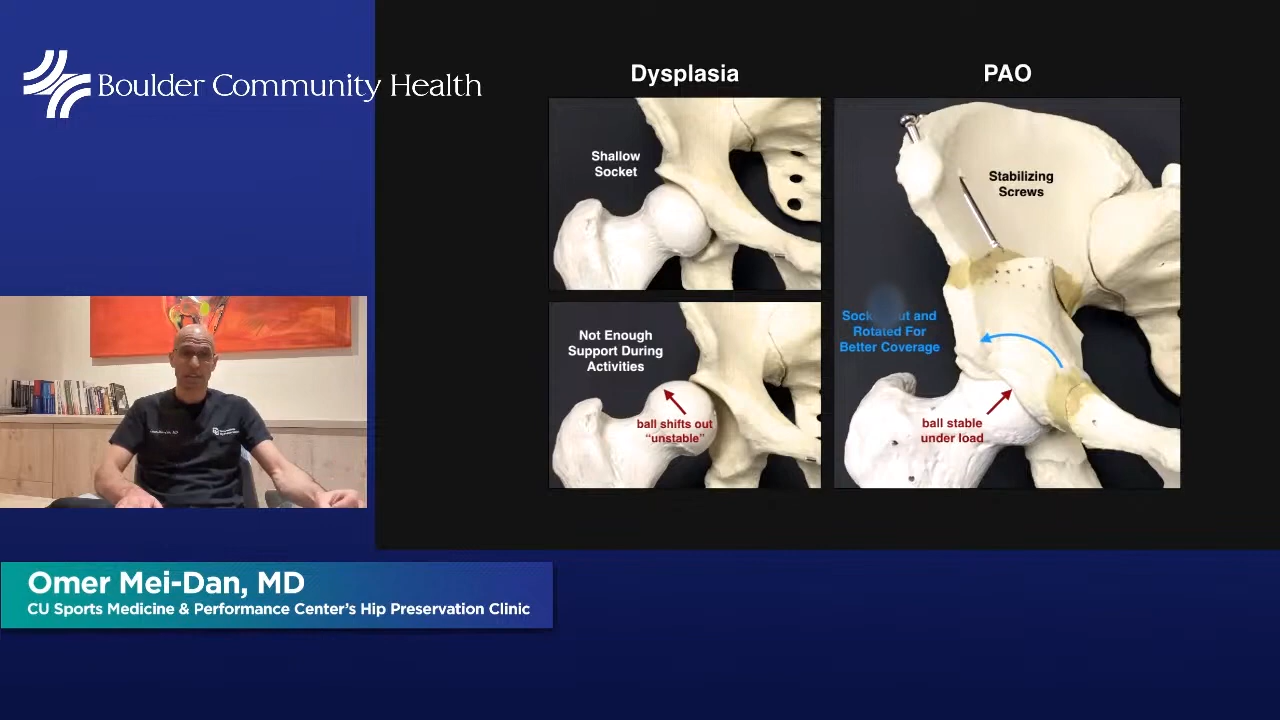 Boulder Community Health
Dysplasia
PAO
Shallow
Socket
Not Enough
Support During
Activities
ball shifts out
“unstable”
Stabilizing
Screws
and
Rotated For
Better Coverage
ball stable
under load
Omer Mei-Dan, MD
CU Sports Medicine & Performance Center’s Hip Preservation Clinic